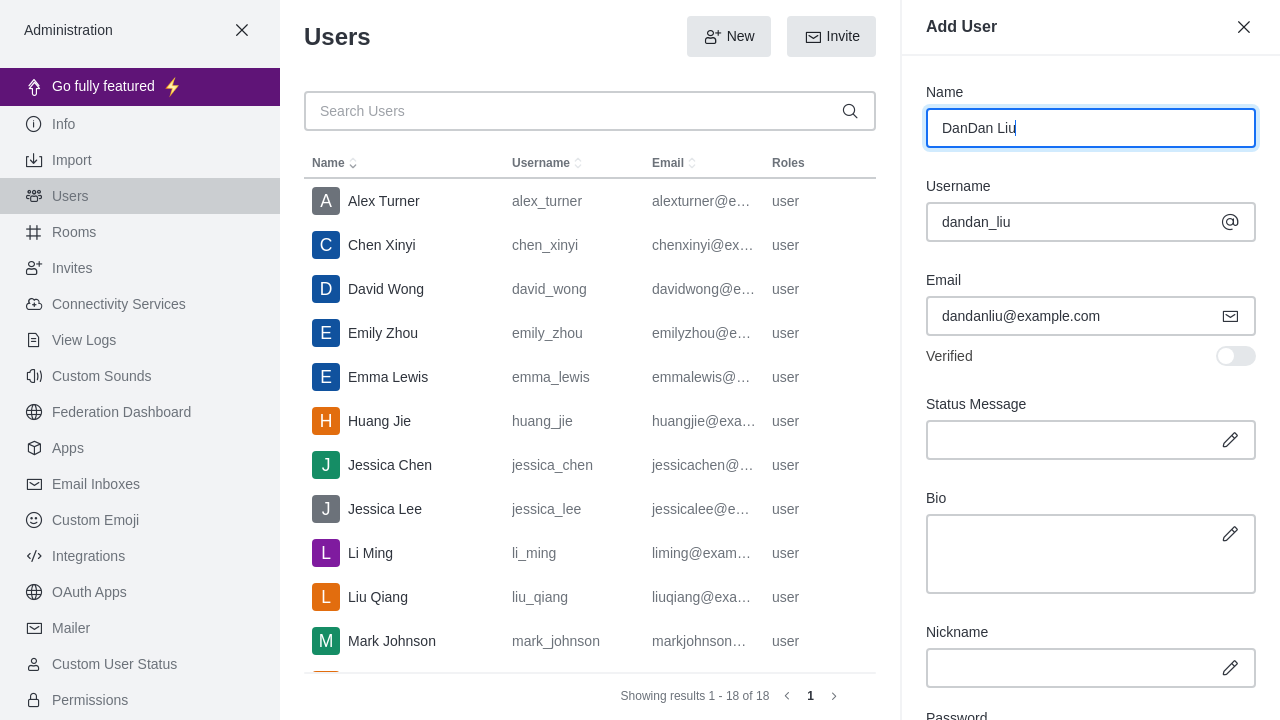 Administration
Go fully featured
Info
Import
Users
Rooms
Invites
Connectivity Services
View Logs
Custom Sounds
Federation Dashboard
Apps
Email Inboxes
Custom Emoji
Integrations
OAuth Apps
Mailer
Custom User Status
Permissions
Users
New
Invite
Search Users
Name Username Email Roles
A Alex Turner alex_turner alexturner@e… user
C Chen Xinyi chen_xinyi chenxinyi@ex… user
D David Wong david_wong davidwong@e… user
E Emily Zhou emily_zhou emilyzhou@e… user
E Emma Lewis emma_lewis emmalewis@… user
H Huang Jie huang_jie huangjie@exa… user
J Jessica Chen jessica_chen jessicachen@… user
J Jessica Lee jessica_lee jessicalee@e… user
L Li Ming li_ming liming@exam… user
L Liu Qiang liu_qiang liuqiang@exa… user
M Mark Johnson mark_johnson markjohnson… user
Showing results 1 - 18 of 18 1
Add User
Name
DanDan Liu
Username
dandan_liu
Email
dandanliu@example.com
Verified
Status Message
Bio
Nickname
Password